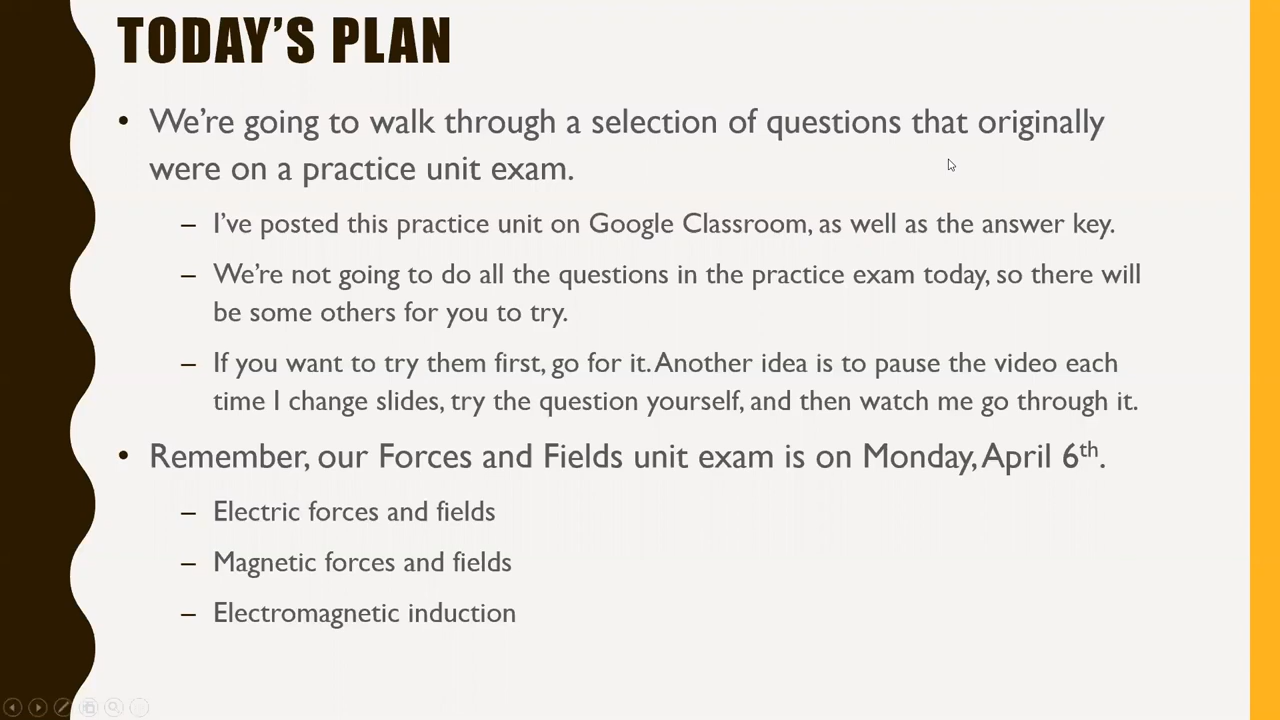 TODAY'S PLAN
• We're going to walk through a selection of questions that originally
were on a practice unit exam.
– I've posted this practice unit on Google Classroom, as well as the answer key.
– We're not going to do all the questions in the practice exam today, so there will
be some others for you to try.
– If you want to try them first, go for it. Another idea is to pause the video each
time I change slides, try the question yourself, and then watch me go through it.
• Remember, our Forces and Fields unit exam is on Monday, April 6th.
– Electric forces and fields
– Magnetic forces and fields
– Electromagnetic induction